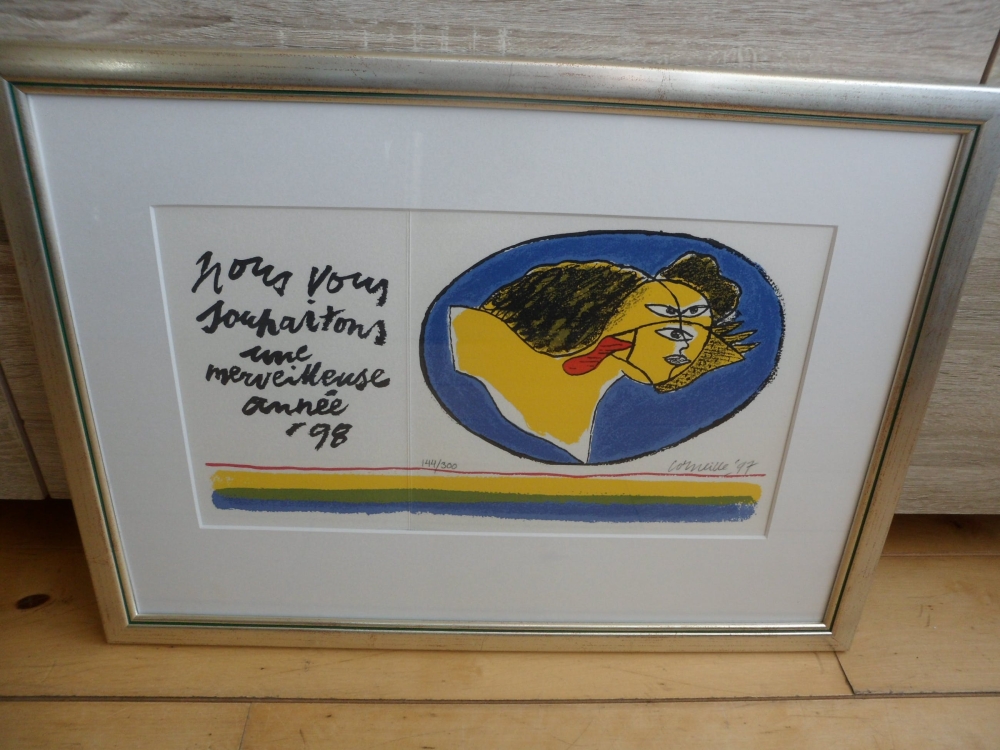 nous vous
souhaitons
une
merveilleuse
année
'98
144/300
Corneille '97